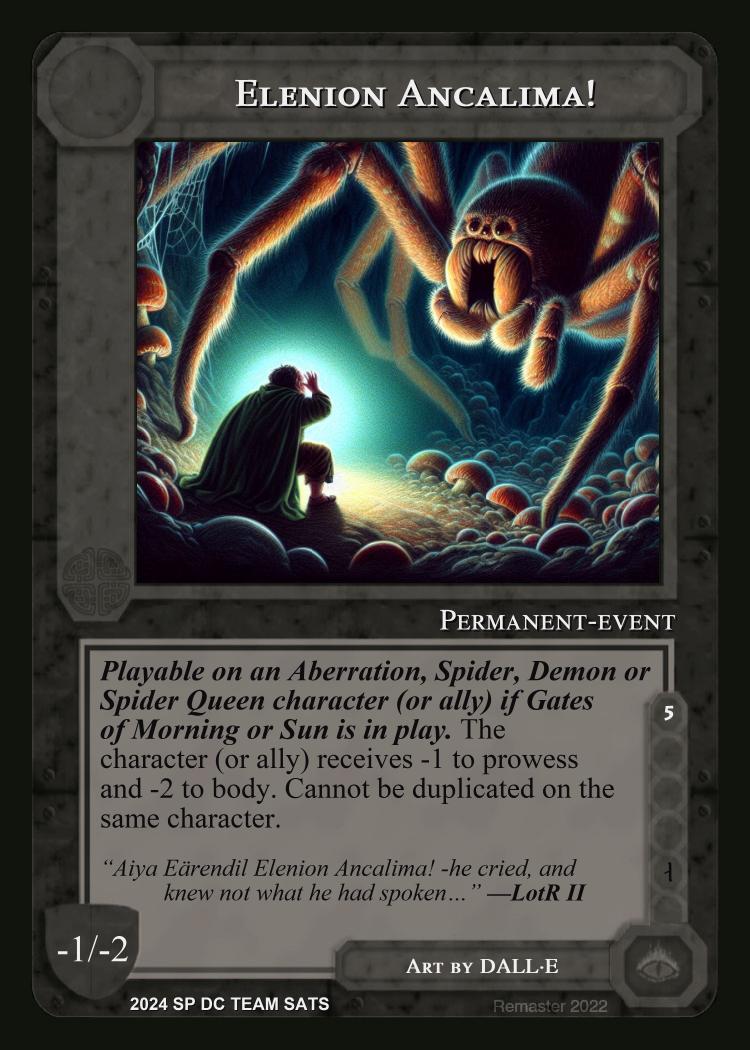 Elenion Ancalima!
Permanent-event
Playable on an Aberration, Spider, Demon or
Spider Queen character (or ally) if Gates
of Morning or Sun is in play. The
character (or ally) receives -1 to prowess
and -2 to body. Cannot be duplicated on the
same character.
5
“Aiya Eärendil Elenion Ancalima! -he cried, and
knew not what he had spoken…” —LotR II
-1/-2
Art by DALL·E
2024 SP DC TEAM SATS
Remaster 2022